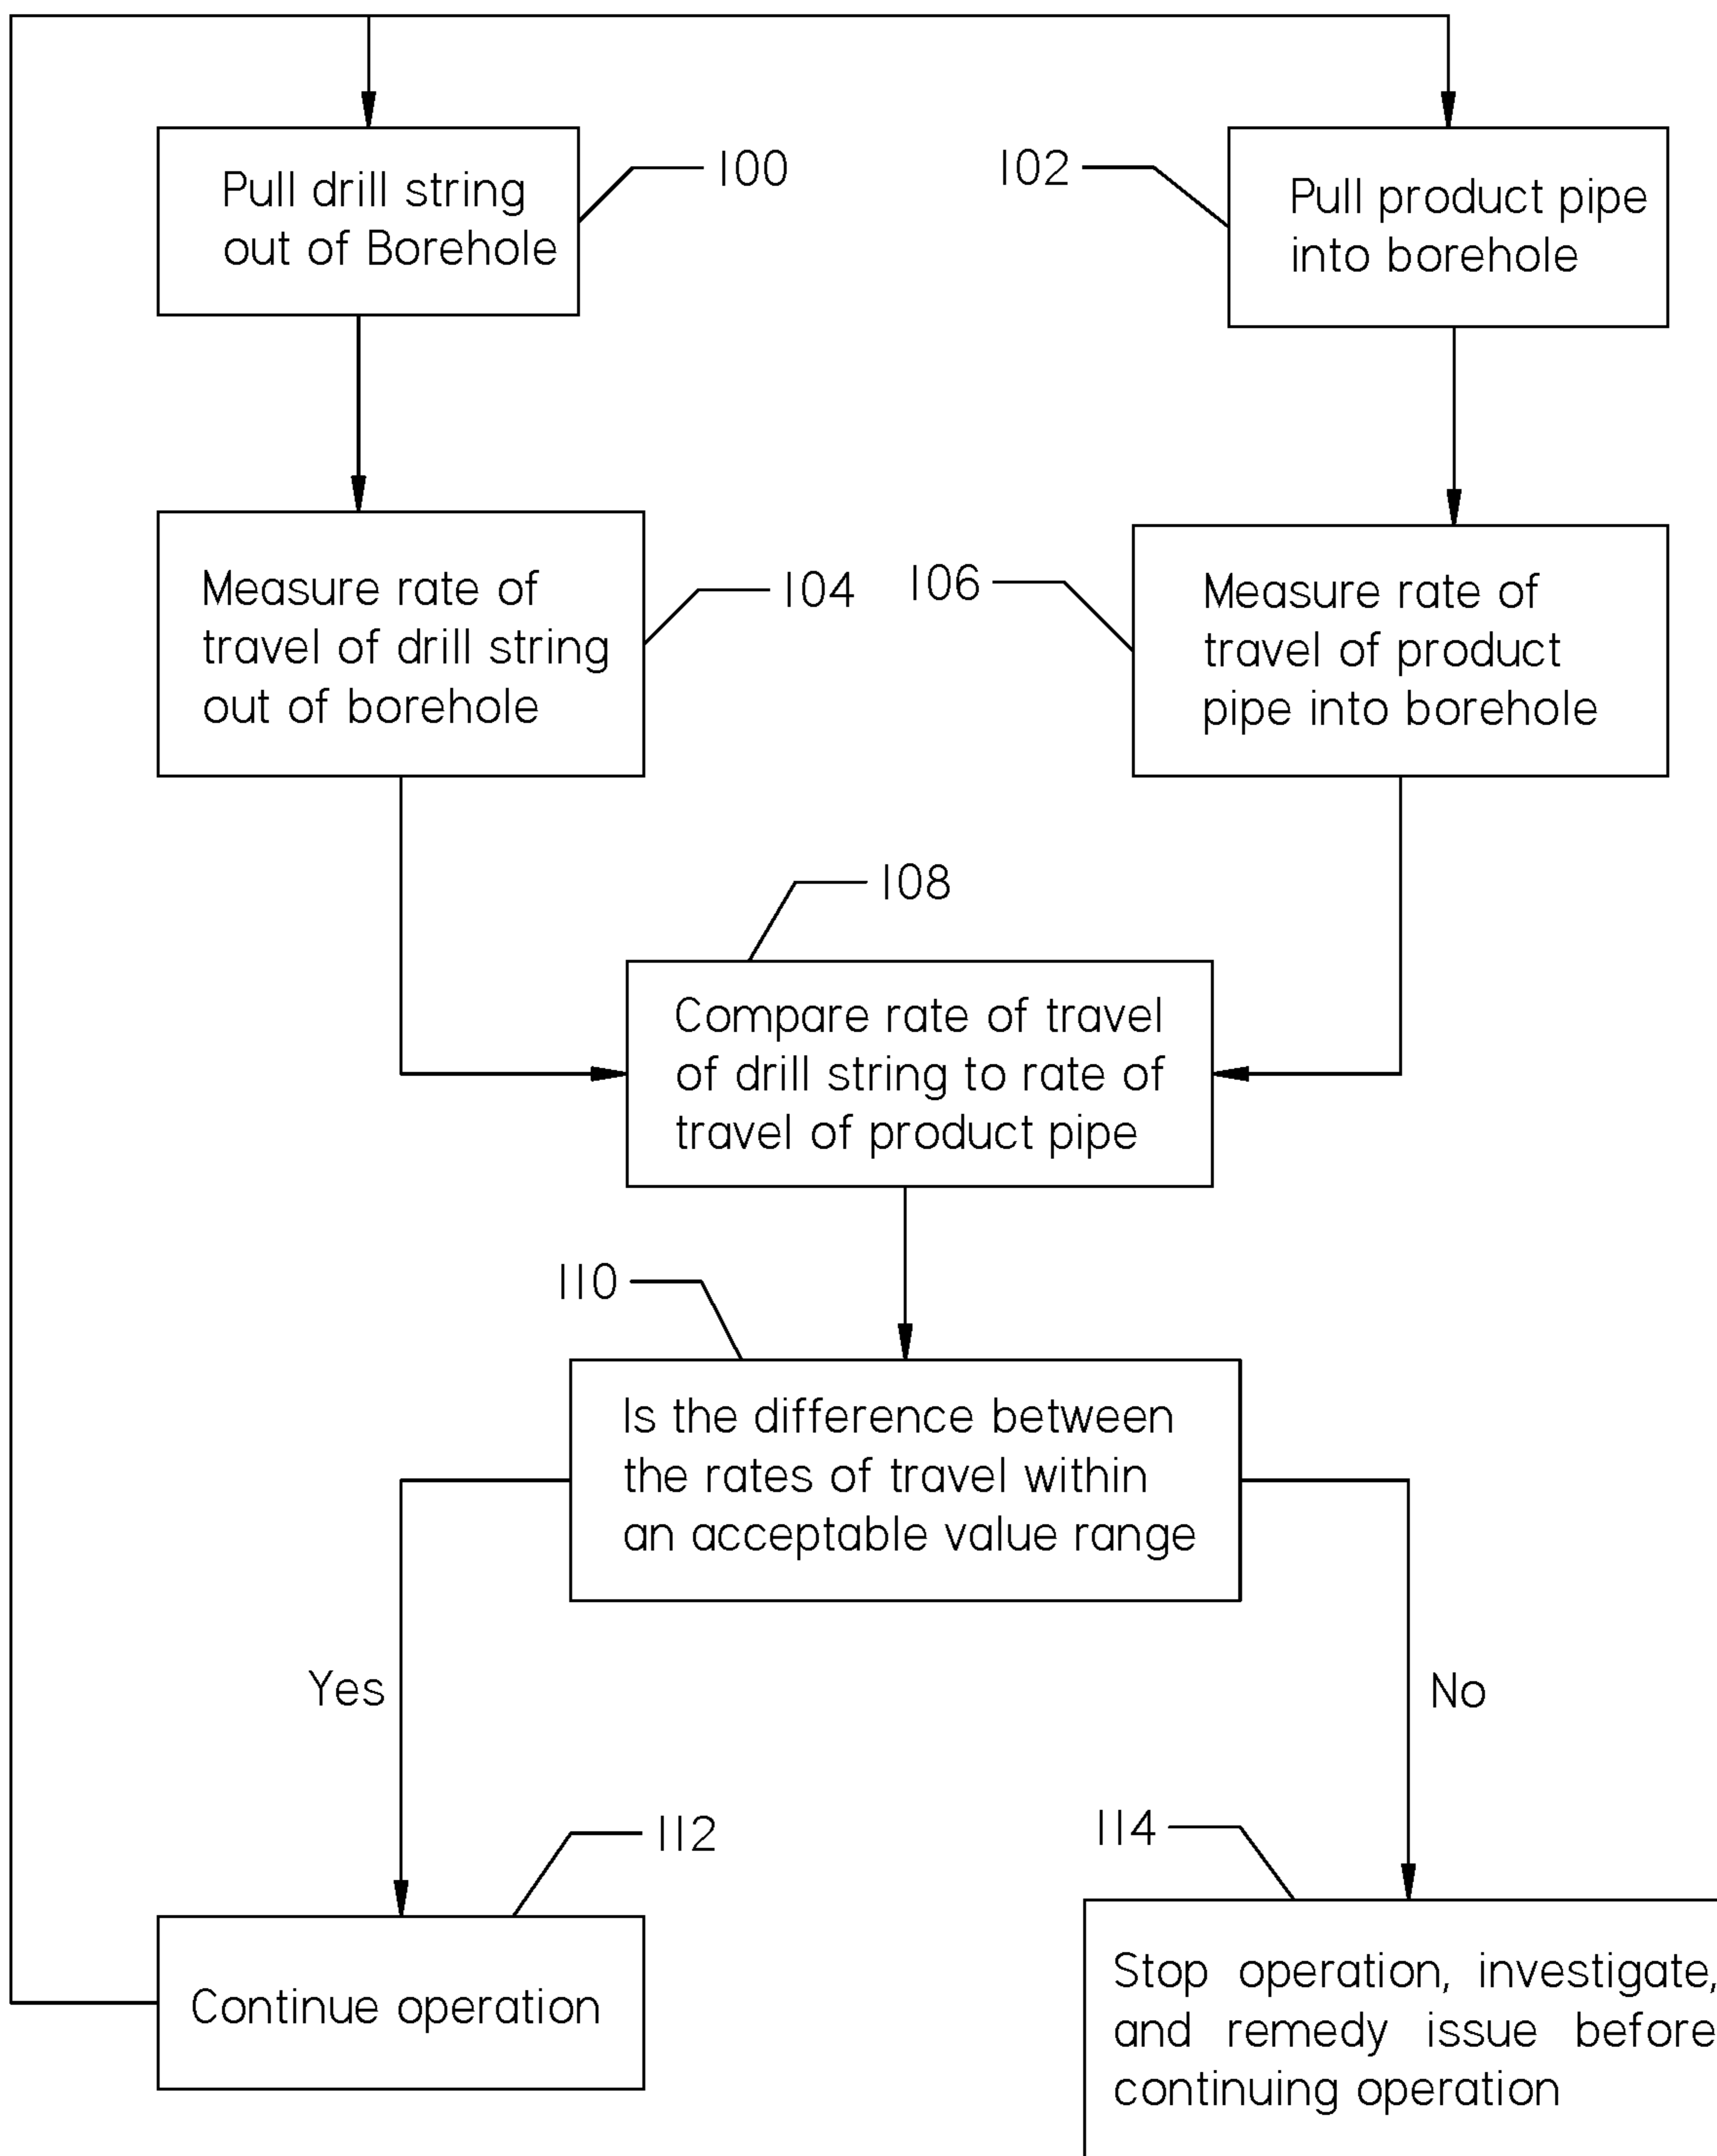 Pull drill string
out of Borehole
100
102
Pull product pipe
into borehole
Measure rate of
travel of drill string
out of borehole
104
106
Measure rate of
travel of product
pipe into borehole
108
Compare rate of travel
of drill string to rate of
travel of product pipe
110
Is the difference between
the rates of travel within
an acceptable value range
Yes
No
112
Continue operation
114
Stop operation, investigate,
and remedy issue before
continuing operation